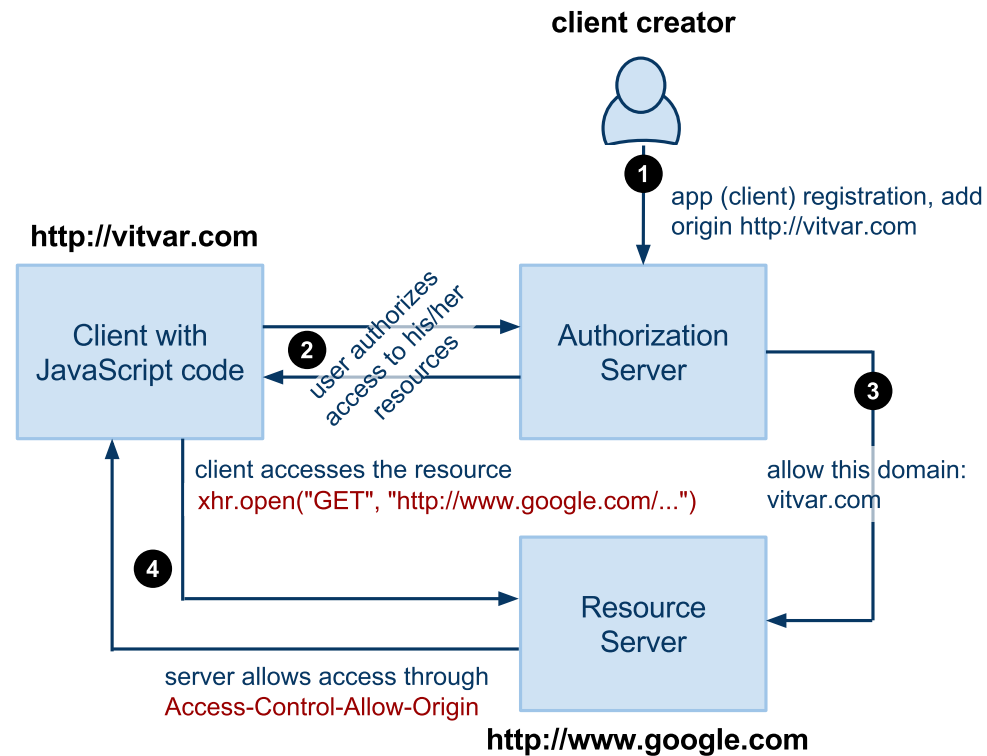 client creator
1
app (client) registration, add
origin http://vitvar.com
http://vitvar.com
Client with
JavaScript code
2
user authorizes
access to his/her
resources
Authorization
Server
3
allow this domain:
vitvar.com
client accesses the resource
xhr.open("GET", "http://www.google.com/...")
4
Resource
Server
server allows access through
Access-Control-Allow-Origin
http://www.google.com